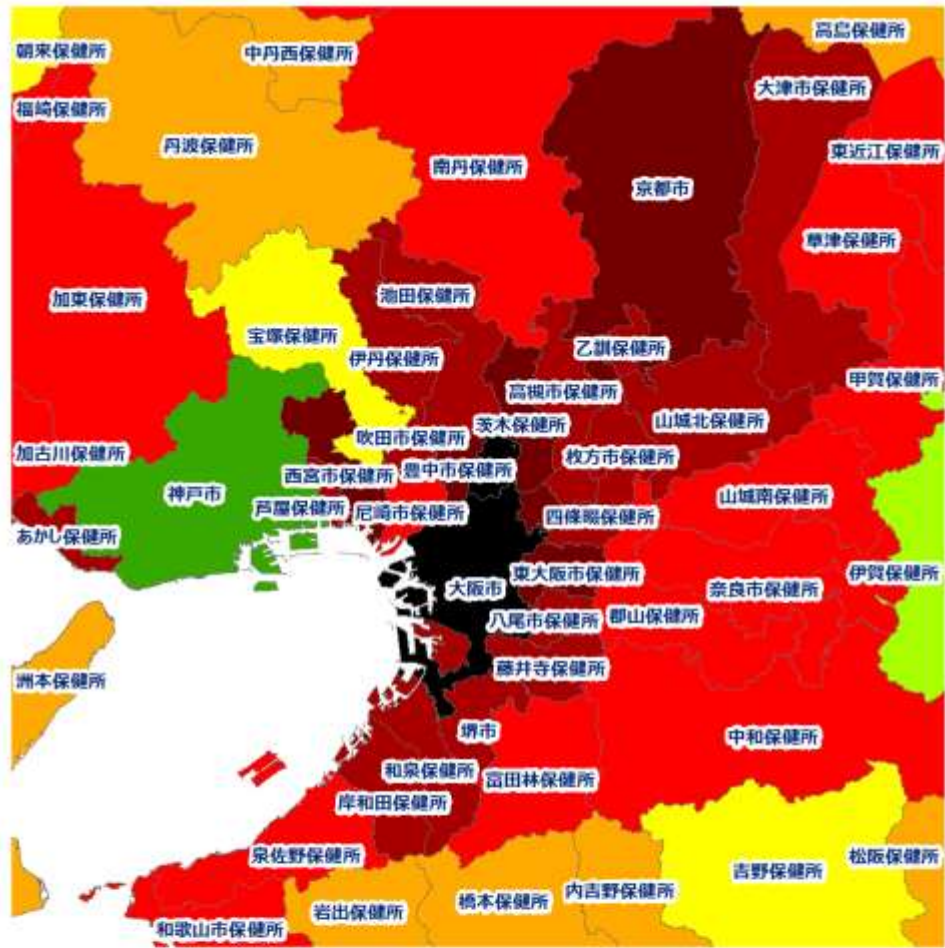 高島保健所
朝来保健所
中丹西保健所
大津市保健所
福崎保健所
丹波保健所
南丹保健所
東近江保健所
京都市
草津保健所
加東保健所
池田保健所
宝塚保健所
伊丹保健所
乙訓保健所
高槻市保健所
甲賀保健所
茨木保健所
山城北保健所
吹田市保健所
加古川保健所
西宮市保健所
豊中市保健所
枚方市保健所
神戸市
山城南保健所
芦屋保健所
尼崎市保健所
四條畷保健所
あかし保健所
大阪市
東大阪市保健所
奈良市保健所
伊賀保健所
八尾市保健所
郡山保健所
藤井寺保健所
洲本保健所
堺市
中和保健所
和泉保健所
富田林保健所
岸和田保健所
泉佐野保健所
吉野保健所
松阪保健所
内吉野保健所
橋本保健所
岩出保健所
和歌山市保健所